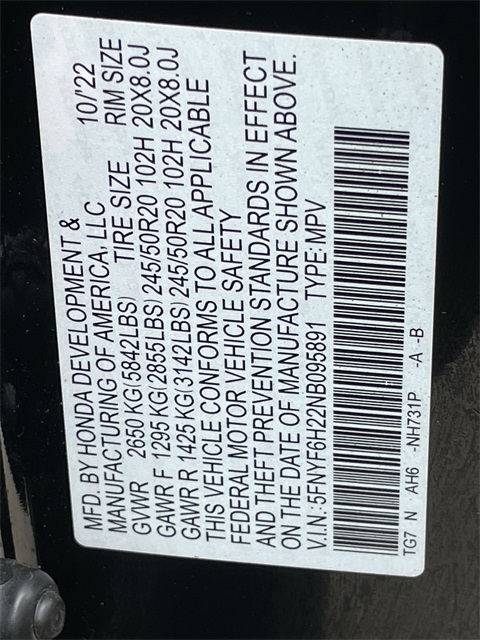 MFD. BY HONDA DEVELOPMENT &
MANUFACTURING OF AMERICA, LLC 10/'22
GVWR 2650 KG(5842LBS) TIRE SIZE RIM SIZE
GAWR F 1295 KG(2855LBS) 245/50R20 102H 20X8.0J
GAWR R 1425 KG(3142LBS) 245/50R20 102H 20X8.0J
THIS VEHICLE CONFORMS TO ALL APPLICABLE
FEDERAL MOTOR VEHICLE SAFETY
AND THEFT PREVENTION STANDARDS IN EFFECT
ON THE DATE OF MANUFACTURE SHOWN ABOVE.
V.I.N.: 5FNYF6H22NB095891 TYPE: MPV
TG7 N AH6 -NH731P -A -B